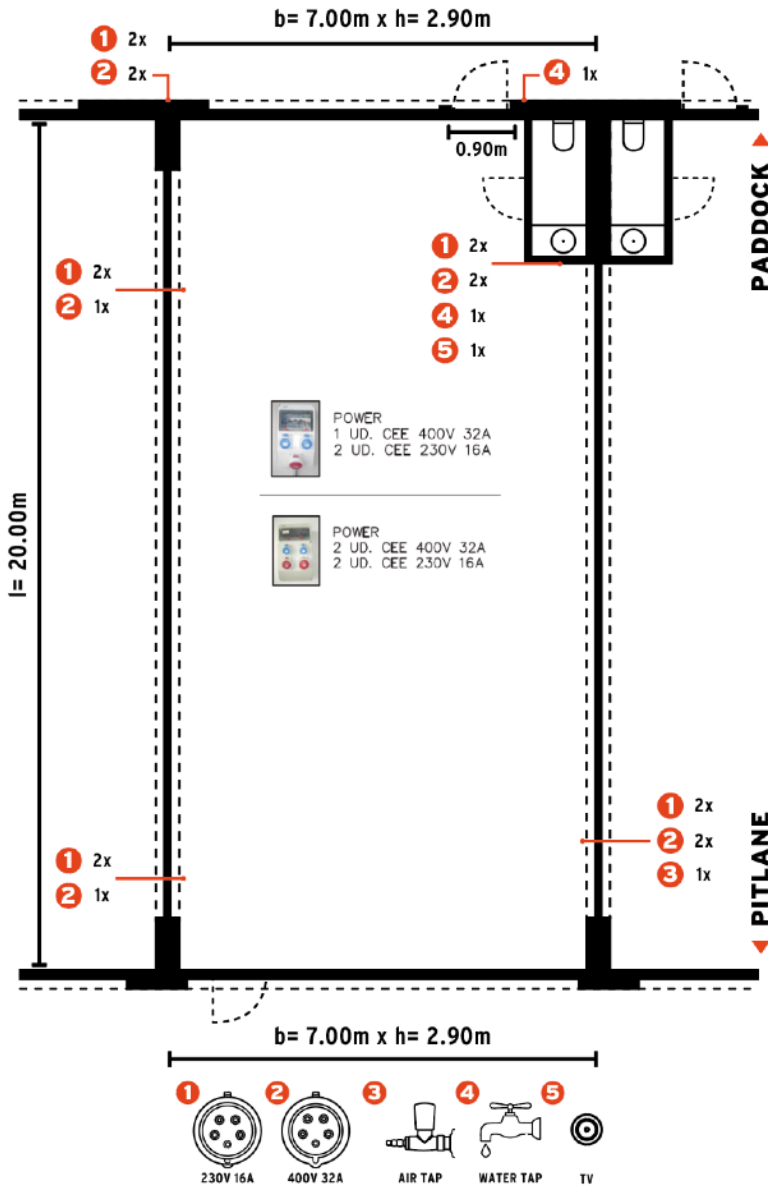 b= 7.00m x h= 2.90m
1 2x
2 2x
4 1x
0.90m
PADDOCK
1 2x
2 1x
1 2x
2 2x
4 1x
5 1x
POWER
1 UD. CEE 400V 32A
2 UD. CEE 230V 16A
l= 20.00m
POWER
2 UD. CEE 400V 32A
2 UD. CEE 230V 16A
1 2x
2 2x
3 1x
1 2x
2 1x
PITLANE
b= 7.00m x h= 2.90m
1 2 3 4 5
230V 16A 400V 32A AIR TAP WATER TAP TV